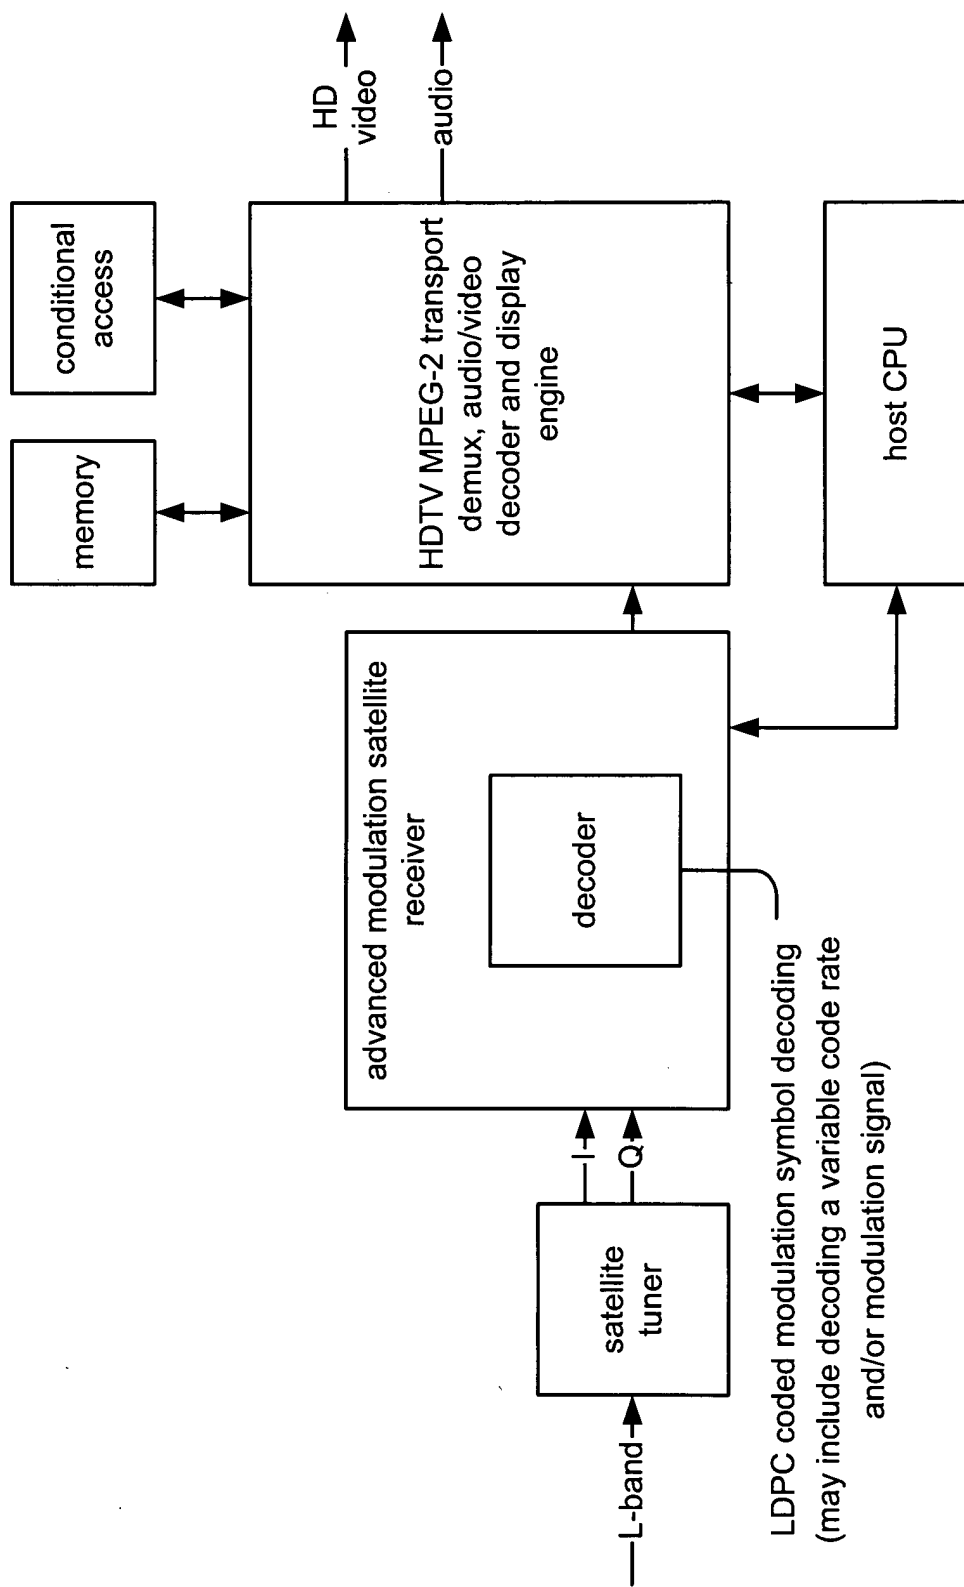 L-band
satellite
tuner
I
Q
advanced modulation satellite
receiver
decoder
LDPC coded modulation symbol decoding
(may include decoding a variable code rate
and/or modulation signal)
memory
conditional
access
HDTV MPEG-2 transport
demux, audio/video
decoder and display
engine
HD
video
audio
host CPU